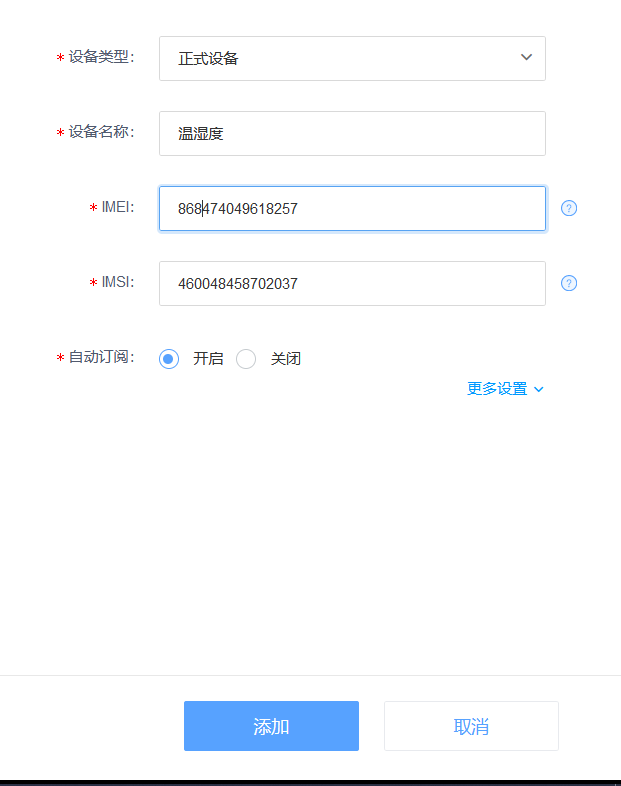 * 设备类型: 正式设备
* 设备名称: 温湿度
* IMEI: 868474049618257 ?
* IMSI: 460048458702037 ?
* 自动订阅: 开启 关闭
更多设置
添加 取消